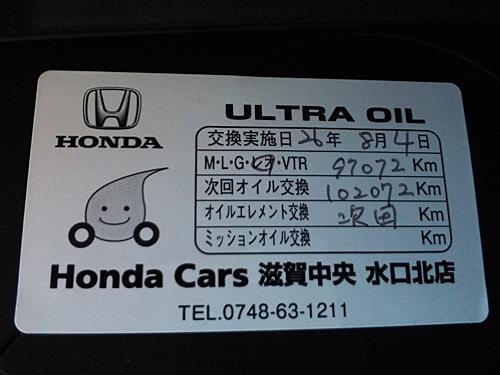 HONDA
ULTRA OIL
交換実施日 26年 8月 4日
M・L・G・ネオ・VTR 97072 Km
次回オイル交換 102072 Km
オイルエレメント交換 次回 Km
ミッションオイル交換 Km
Honda Cars 滋賀中央 水口北店
TEL.0748-63-1211